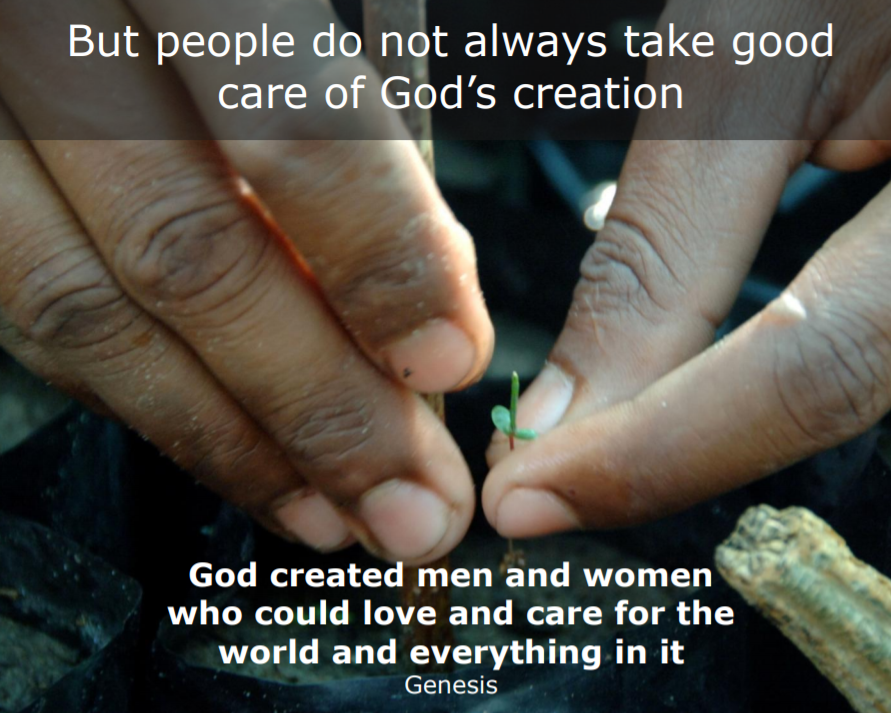 But people do not always take good
care of God’s creation
God created men and women
who could love and care for the
world and everything in it
Genesis